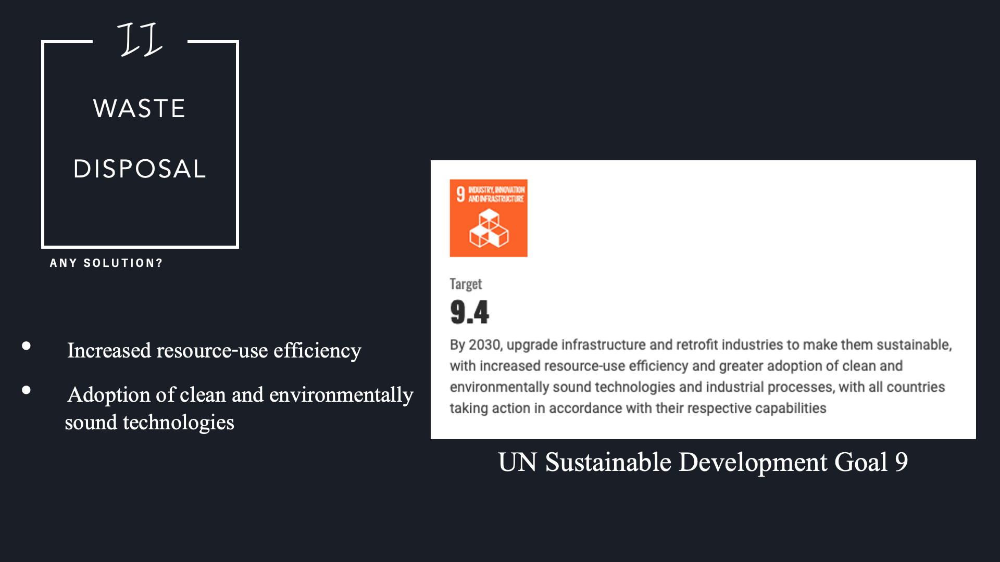 II
WASTE
DISPOSAL
ANY SOLUTION?
• Increased resource-use efficiency
• Adoption of clean and environmentally
sound technologies
9 INDUSTRY, INNOVATION
AND INFRASTRUCTURE
Target
9.4
By 2030, upgrade infrastructure and retrofit industries to make them sustainable,
with increased resource-use efficiency and greater adoption of clean and
environmentally sound technologies and industrial processes, with all countries
taking action in accordance with their respective capabilities
UN Sustainable Development Goal 9